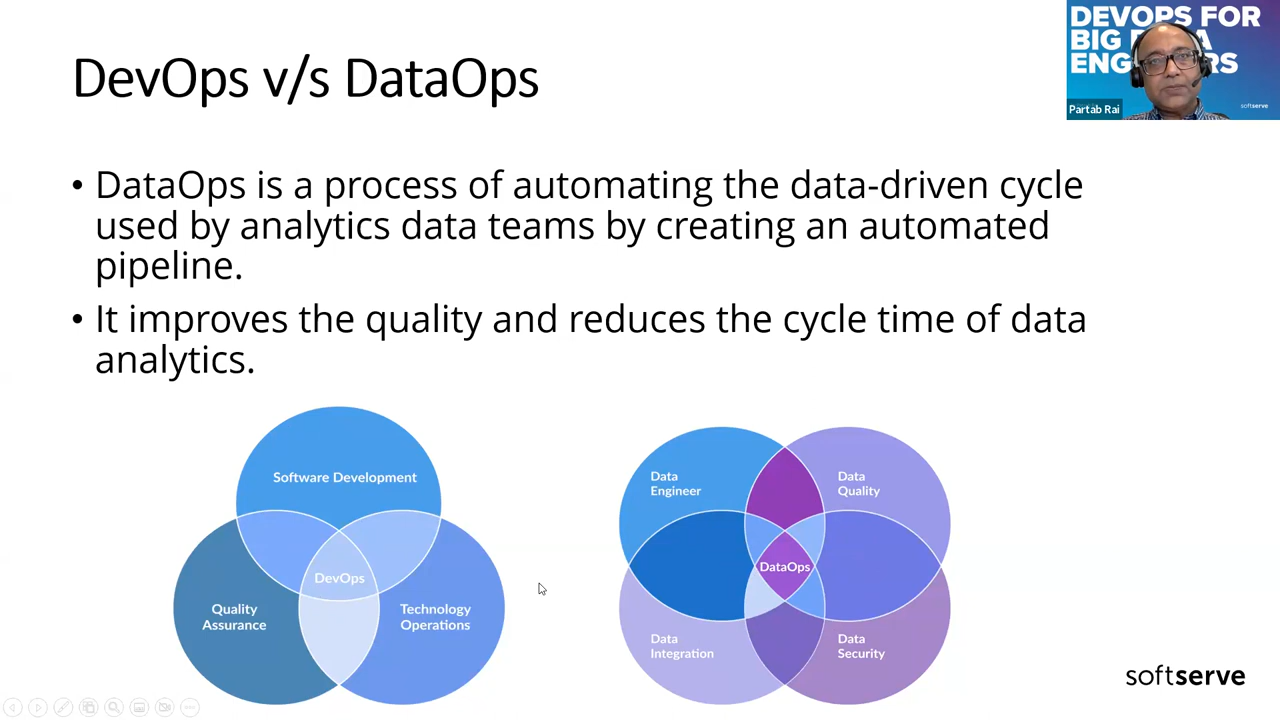 DevOps v/s DataOps
DEVOPS FOR
BIG
ENG
RS
softserve
Partab Rai
• DataOps is a process of automating the data-driven cycle
used by analytics data teams by creating an automated
pipeline.
• It improves the quality and reduces the cycle time of data
analytics.
Software Development
DevOps
Quality
Assurance
Technology
Operations
Data
Engineer
Data
Quality
DataOps
Data
Integration
Data
Security
softserve